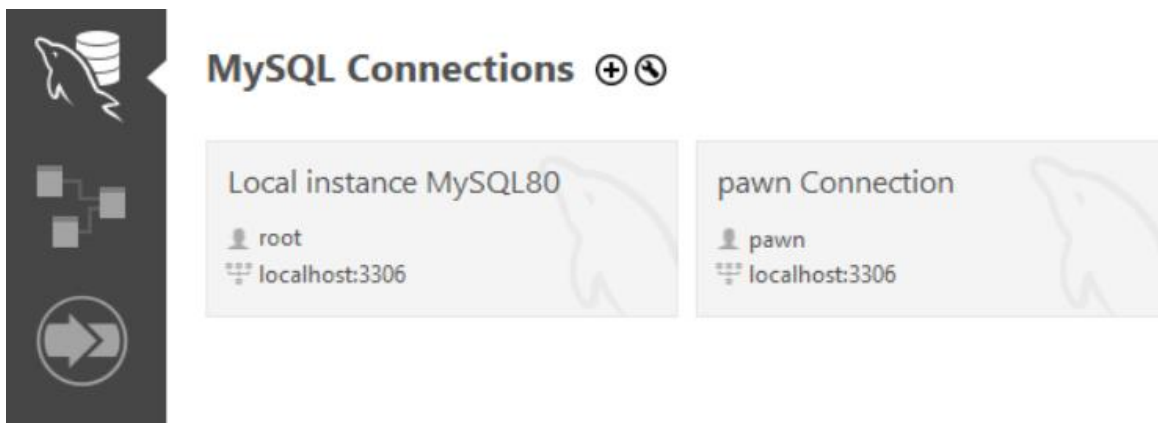 MySQL Connections
Local instance MySQL80
root
localhost:3306
pawn Connection
pawn
localhost:3306